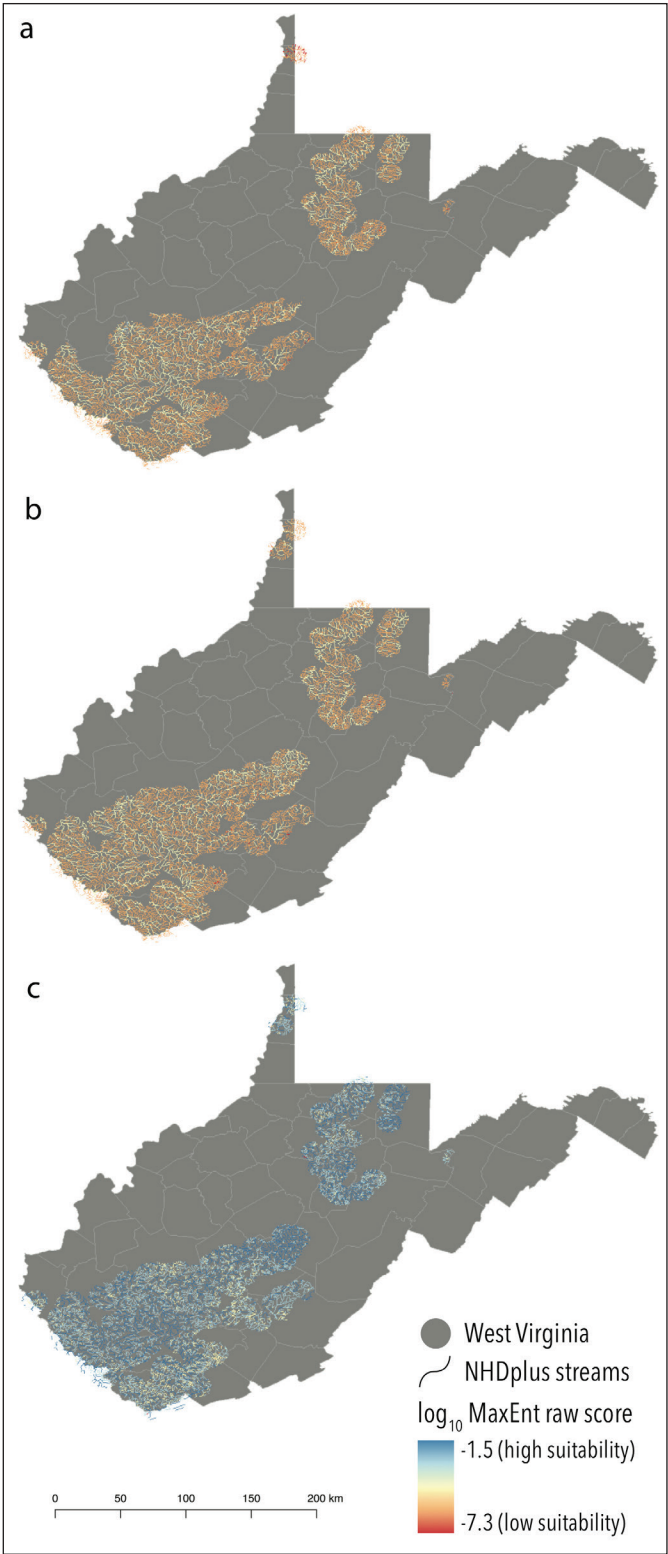 a
b
c
West Virginia
NHDplus streams
log10 MaxEnt raw score
-1.5 (high suitability)
-7.3 (low suitability)
0 50 100 150 200 km